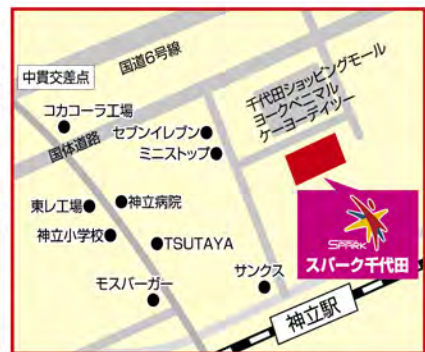 国道6号線
中貫交差点
千代田ショッピングモール
ヨークベニマル
ケーヨーデイツー
コカコーラ工場
国体道路
セブンイレブン
ミニストップ
東レ工場
神立病院
神立小学校
TSUTAYA
SPARK
スパーク千代田
サンクス
モスバーガー
神立駅